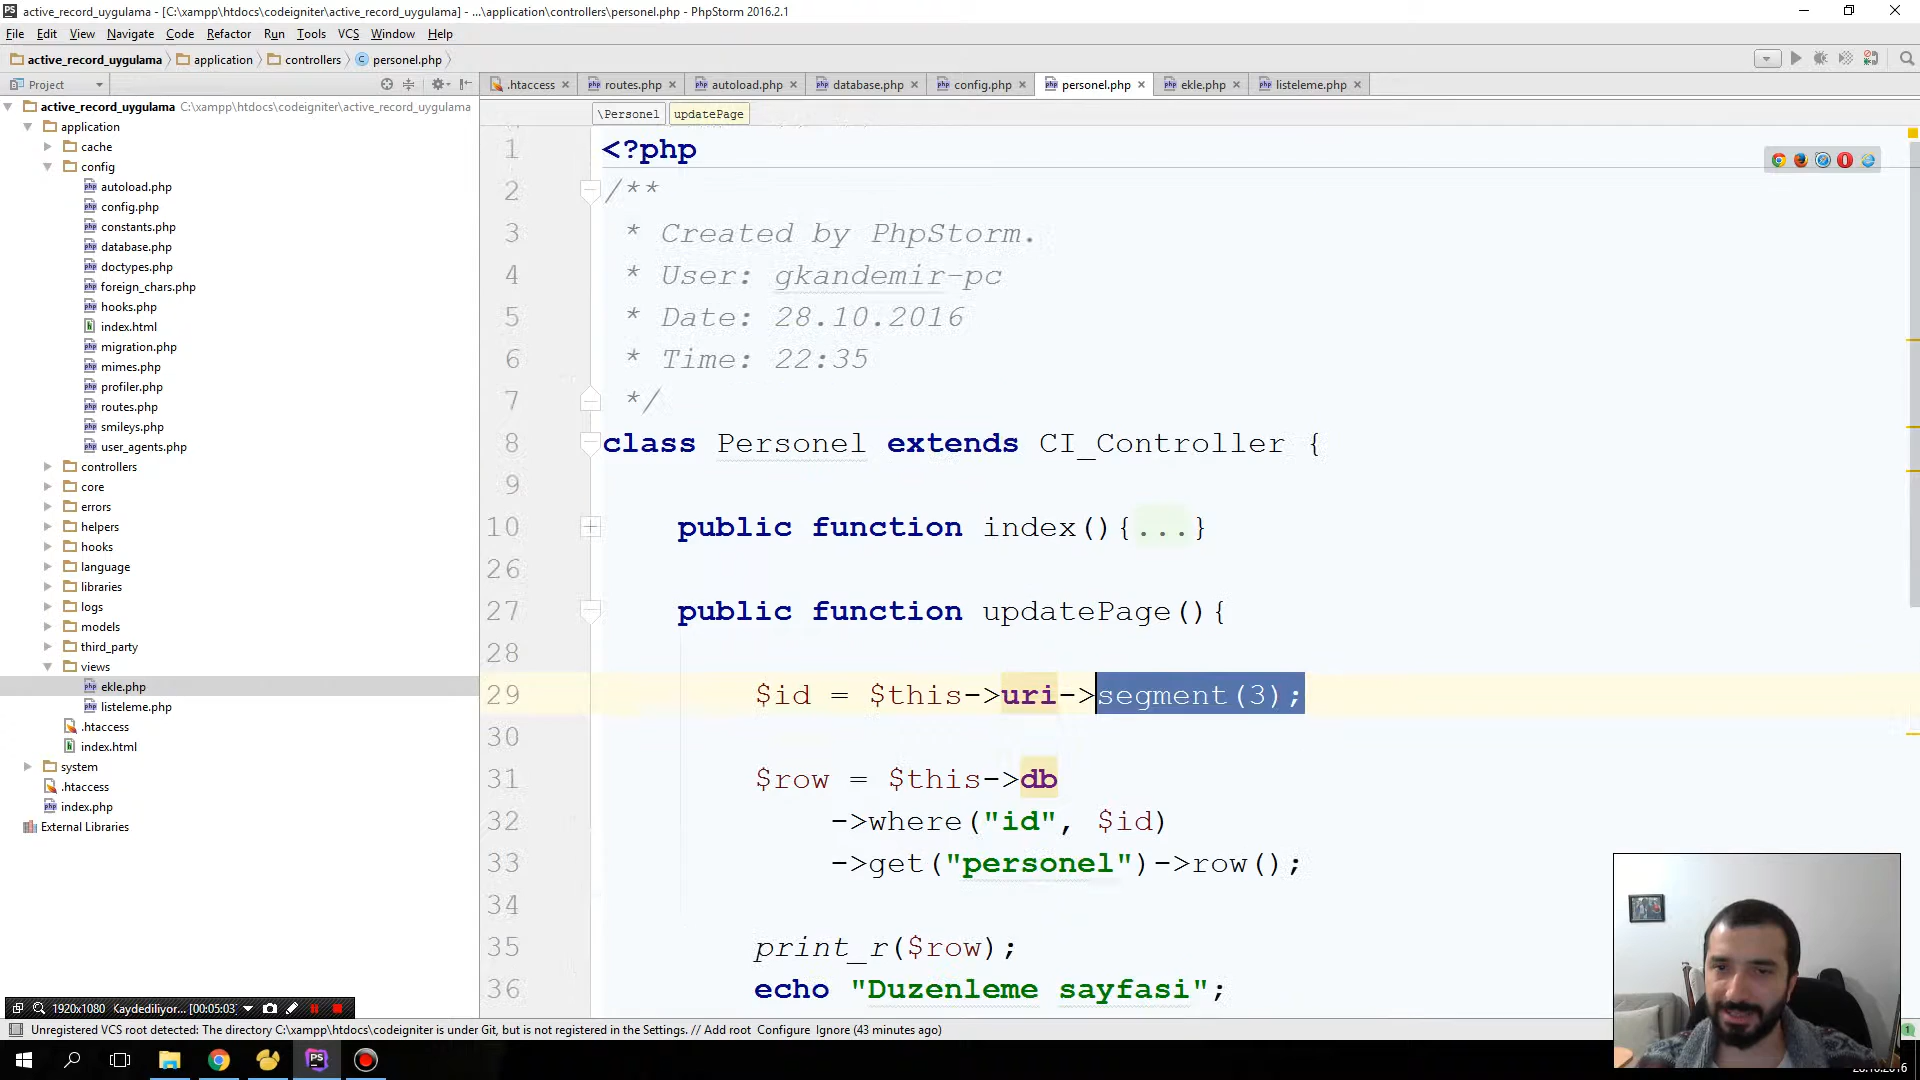 active_record_uygulama - [C:\xampp\htdocs\codeigniter\active_record_uygulama] - ...\application\controllers\personel.php - PhpStorm 2016.2.1
File Edit View Navigate Code Refactor Run Tools VCS Window Help
active_record_uygulama application controllers personel.php
Project
.htaccess routes.php autoload.php database.php config.php personel.php ekle.php listeleme.php
active_record_uygulama C:\xampp\htdocs\codeigniter\active_record_uygulama
application
cache
config
autoload.php
config.php
constants.php
database.php
doctypes.php
foreign_chars.php
hooks.php
index.html
migration.php
mimes.php
profiler.php
routes.php
smileys.php
user_agents.php
controllers
core
errors
helpers
hooks
language
libraries
logs
models
third_party
views
ekle.php
listeleme.php
.htaccess
index.html
system
.htaccess
index.php
External Libraries
\Personel updatePage
1 <?php
2 /**
3 * Created by PhpStorm.
4 * User: gkandemir-pc
5 * Date: 28.10.2016
6 * Time: 22:35
7 */
8 class Personel extends CI_Controller {
9
10 public function index(){...}
26
27 public function updatePage(){
28
29 $id = $this->uri->segment(3);
30
31 $row = $this->db
32 ->where("id", $id)
33 ->get("personel")->row();
34
35 print_r($row);
36 echo "Duzenleme sayfasi";
1920x1080 Kaydediliyor... [00:05:03]
Unregistered VCS root detected: The directory C:\xampp\htdocs\codeigniter is under Git, but is not registered in the Settings. // Add root Configure Ignore (43 minutes ago)